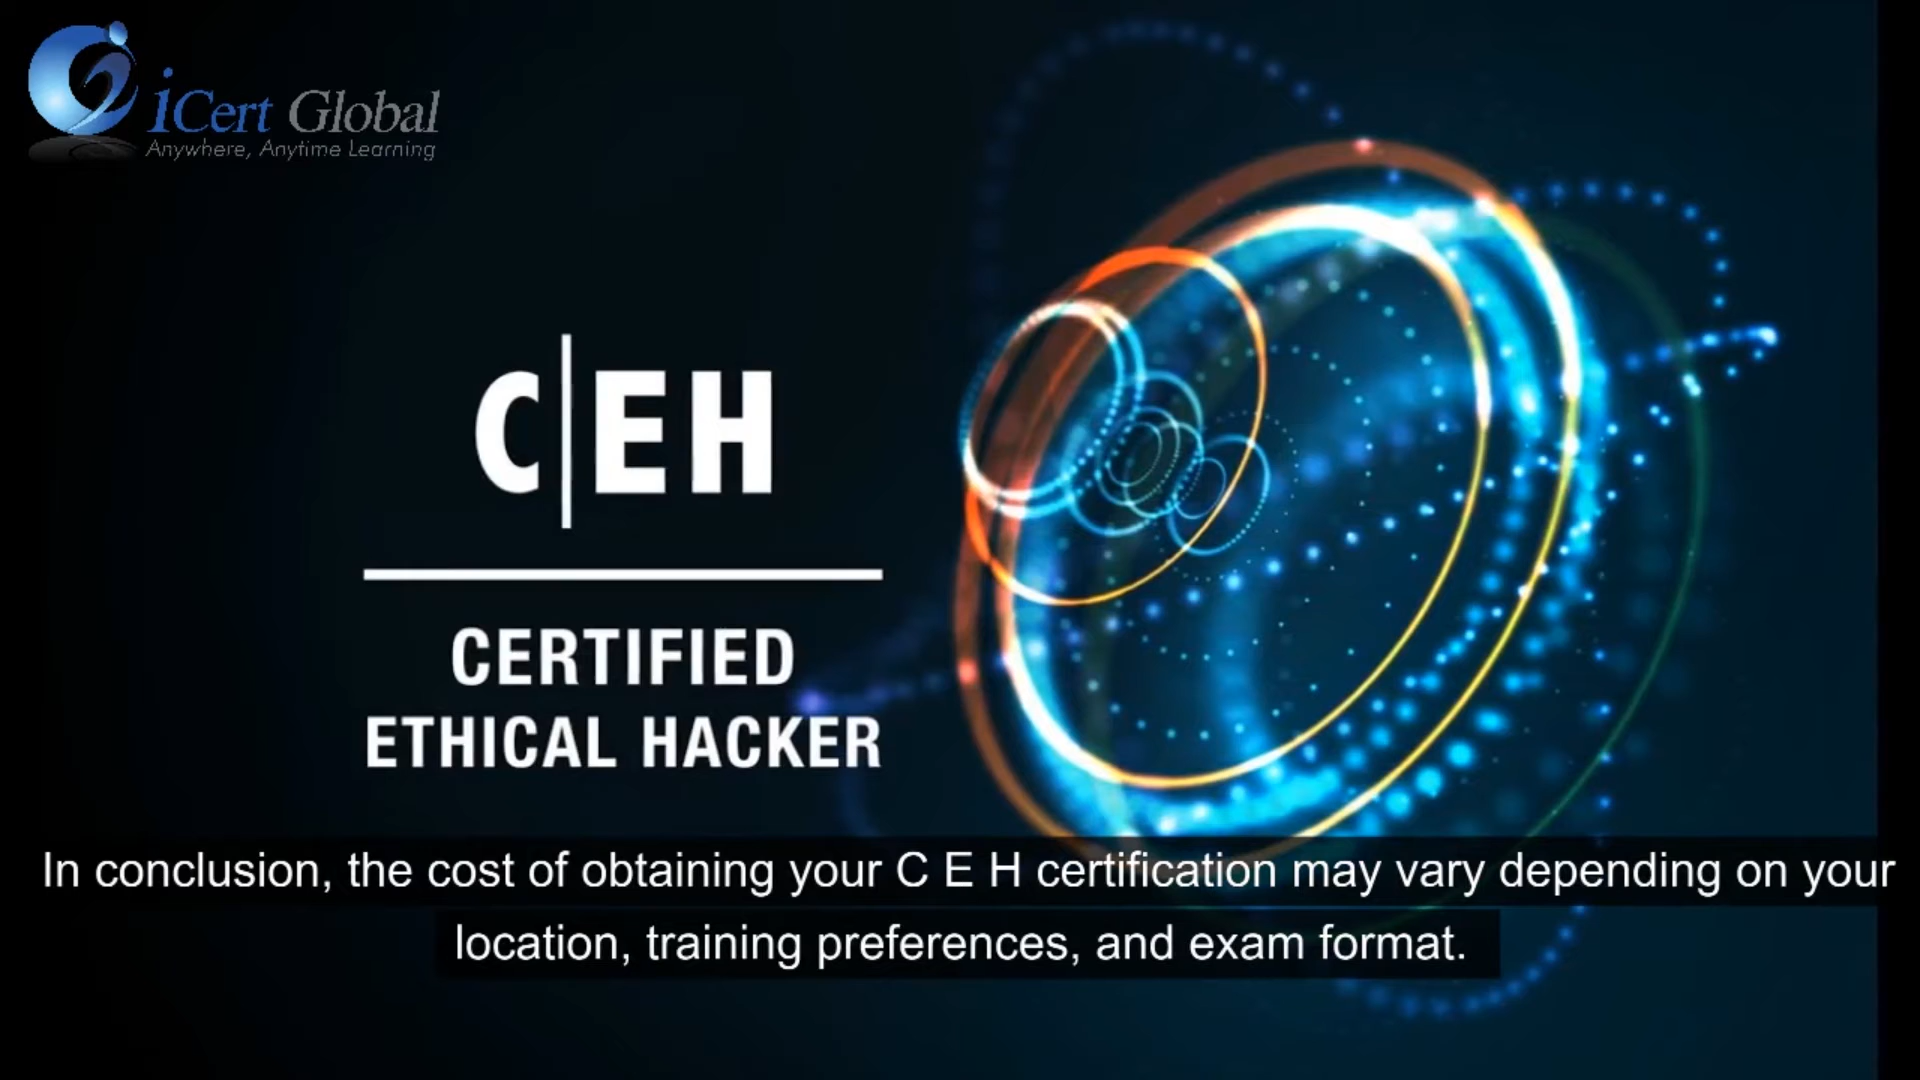 iCert Global
Anywhere, Anytime Learning
C|EH
CERTIFIED
ETHICAL HACKER
In conclusion, the cost of obtaining your C E H certification may vary depending on your
location, training preferences, and exam format.